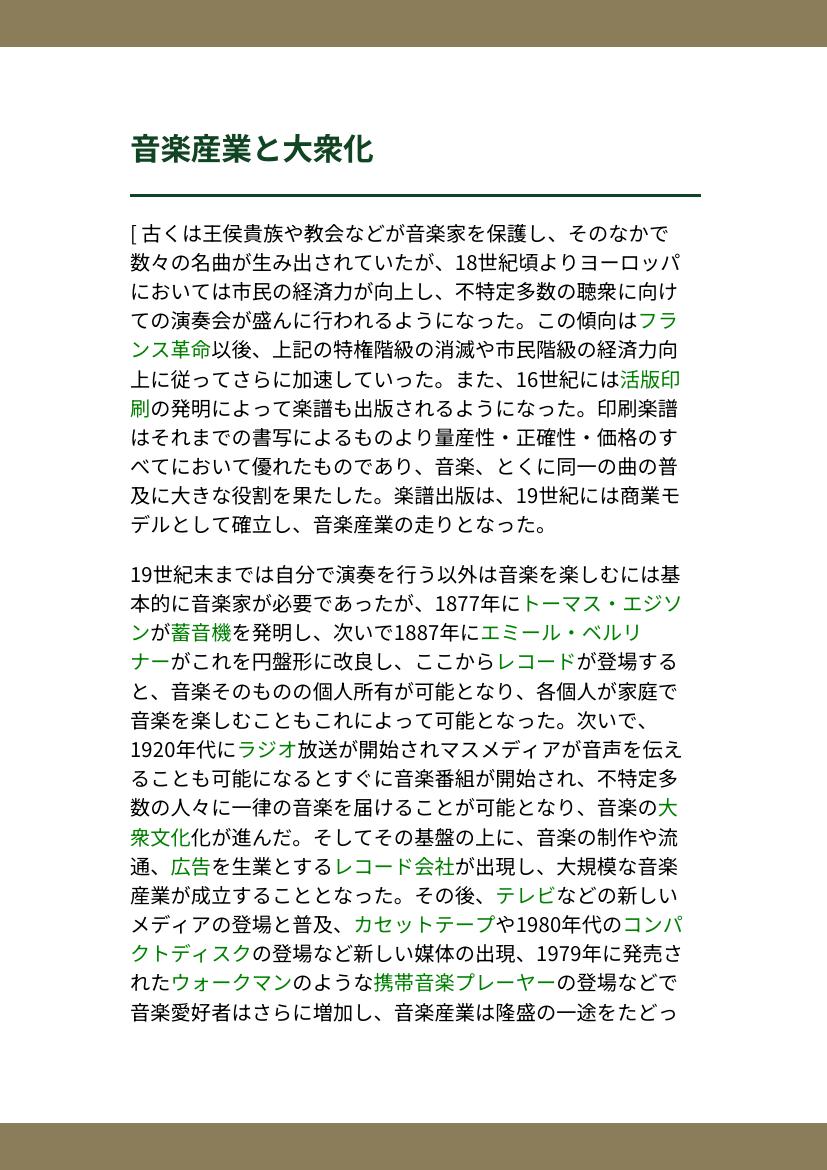 音楽産業と大衆化
[ 古くは王侯貴族や教会などが音楽家を保護し、そのなかで
数々の名曲が生み出されていたが、18世紀頃よりヨーロッパ
においては市民の経済力が向上し、不特定多数の聴衆に向け
ての演奏会が盛んに行われるようになった。この傾向はフラ
ンス革命以後、上記の特権階級の消滅や市民階級の経済力向
上に従ってさらに加速していった。また、16世紀には活版印
刷の発明によって楽譜も出版されるようになった。印刷楽譜
はそれまでの書写によるものより量産性・正確性・価格のす
べてにおいて優れたものであり、音楽、とくに同一の曲の普
及に大きな役割を果たした。楽譜出版は、19世紀には商業モ
デルとして確立し、音楽産業の走りとなった。
19世紀末までは自分で演奏を行う以外は音楽を楽しむには基
本的に音楽家が必要であったが、1877年にトーマス・エジソ
ンが蓄音機を発明し、次いで1887年にエミール・ベルリ
ナーがこれを円盤形に改良し、ここからレコードが登場する
と、音楽そのものの個人所有が可能となり、各個人が家庭で
音楽を楽しむこともこれによって可能となった。次いで、
1920年代にラジオ放送が開始されマスメディアが音声を伝え
ることも可能になるとすぐに音楽番組が開始され、不特定多
数の人々に一律の音楽を届けることが可能となり、音楽の大
衆文化化が進んだ。そしてその基盤の上に、音楽の制作や流
通、広告を生業とするレコード会社が出現し、大規模な音楽
産業が成立することとなった。その後、テレビなどの新しい
メディアの登場と普及、カセットテープや1980年代のコンパ
クトディスクの登場など新しい媒体の出現、1979年に発売さ
れたウォークマンのような携帯音楽プレーヤーの登場などで
音楽愛好者はさらに増加し、音楽産業は隆盛の一途をたどっ